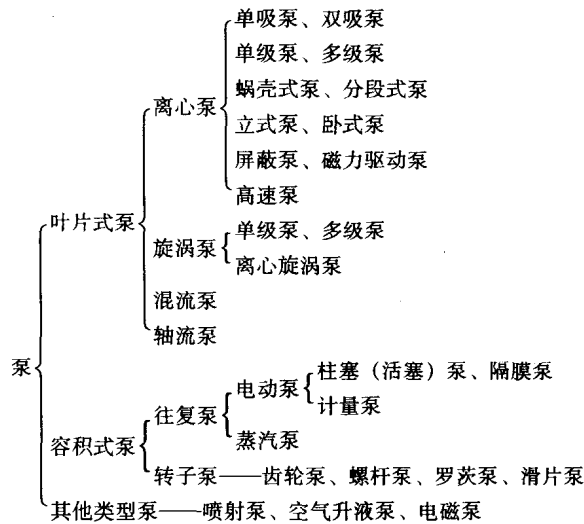 单吸泵、双吸泵
单级泵、多级泵
蜗壳式泵、分段式泵
离心泵
立式泵、卧式泵
屏蔽泵、磁力驱动泵
高速泵
叶片式泵
单级泵、多级泵
旋涡泵
离心旋涡泵
混流泵
轴流泵
泵
柱塞（活塞）泵、隔膜泵
电动泵
计量泵
往复泵
蒸汽泵
容积式泵
转子泵——齿轮泵、螺杆泵、罗茨泵、滑片泵
其他类型泵——喷射泵、空气升液泵、电磁泵